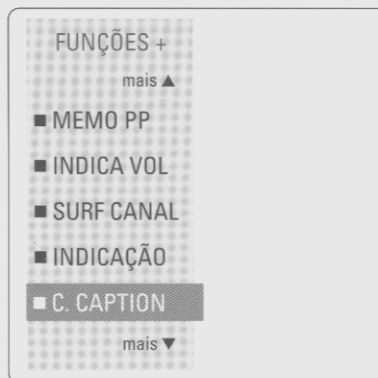 FUNÇÕES +
mais ▲
■ MEMO PP
■ INDICA VOL
■ SURF CANAL
■ INDICAÇÃO
■ C. CAPTION
mais ▼